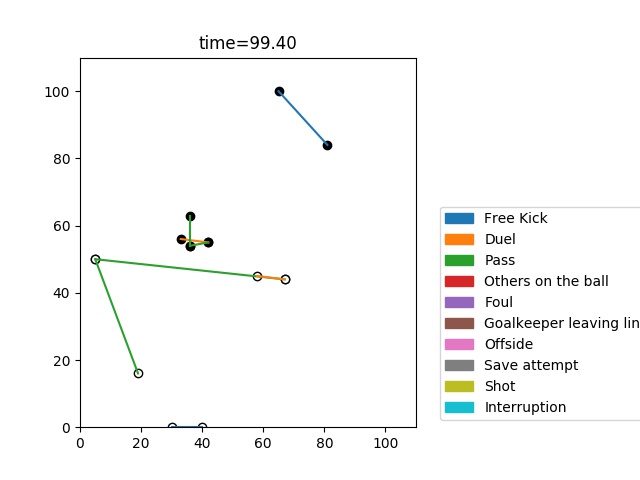 time=99.40
100
80
60
40
20
0
0 20 40 60 80 100
Free Kick
Duel
Pass
Others on the ball
Foul
Goalkeeper leaving lin
Offside
Save attempt
Shot
Interruption